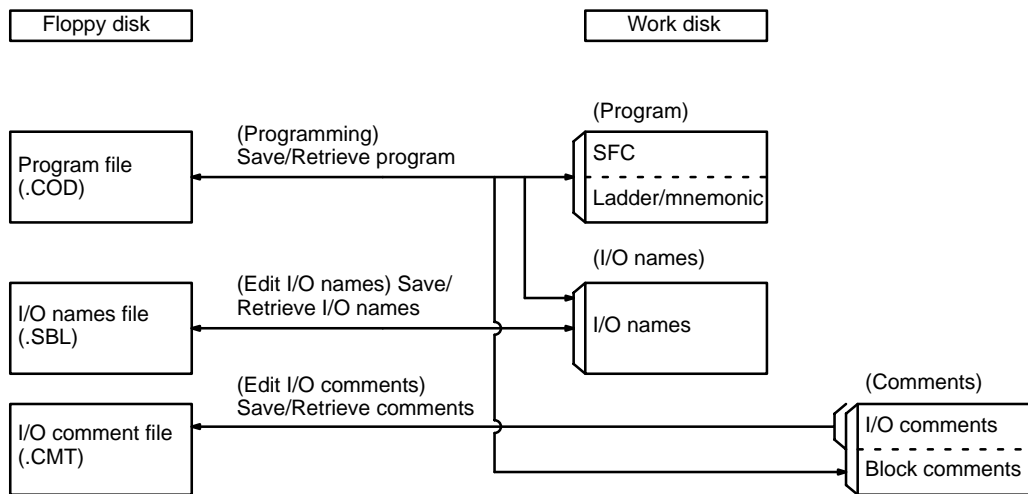 Floppy disk
Work disk
(Program)
(Programming)
Save/Retrieve program
Program file
(.COD)
SFC
Ladder/mnemonic
(I/O names)
(Edit I/O names) Save/
Retrieve I/O names
I/O names file
(.SBL)
I/O names
(Edit I/O comments)
Save/Retrieve comments
(Comments)
I/O comment file
(.CMT)
I/O comments
Block comments